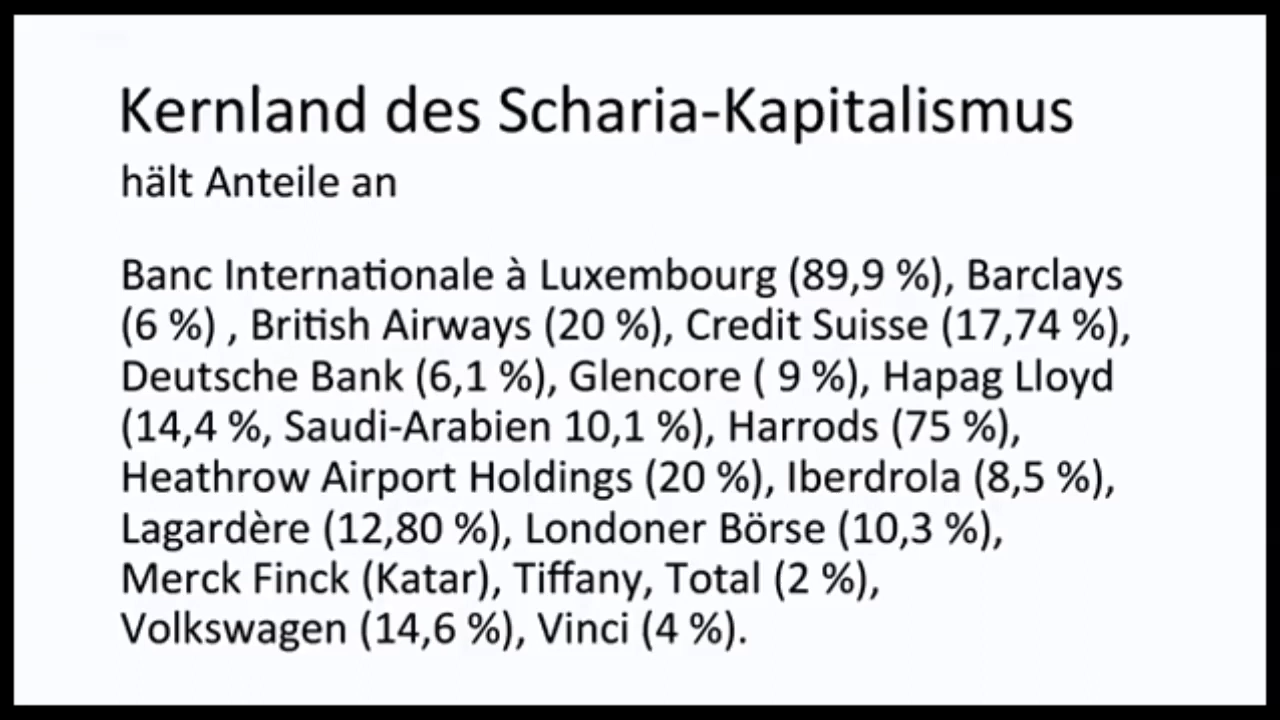 Kernland des Scharia-Kapitalismus
hält Anteile an
Banc Internationale à Luxembourg (89,9 %), Barclays
(6 %) , British Airways (20 %), Credit Suisse (17,74 %),
Deutsche Bank (6,1 %), Glencore ( 9 %), Hapag Lloyd
(14,4 %, Saudi-Arabien 10,1 %), Harrods (75 %),
Heathrow Airport Holdings (20 %), Iberdrola (8,5 %),
Lagardère (12,80 %), Londoner Börse (10,3 %),
Merck Finck (Katar), Tiffany, Total (2 %),
Volkswagen (14,6 %), Vinci (4 %).